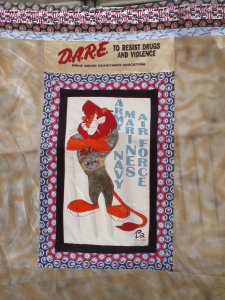 D.A.R.E. TO RESIST DRUGS
AND VIOLENCE
DRUG ABUSE RESISTANCE EDUCATION
ARMY
MARINES
NAVY
AIR FORCE
D.A.R.E.